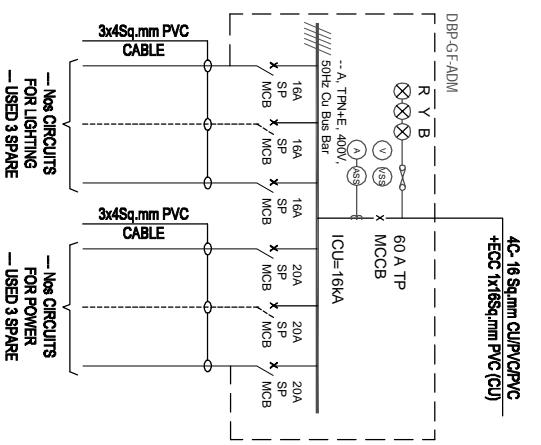 DBP-GF-ADM
4C- 16 Sq.mm CU/PVC/PVC
+ECC 1x16Sq.mm PVC (CU)
R Y B
V
VSS
A
ASS
60 A TP
MCCB
ICU=16kA
-- A, TPN+E, 400V,
50Hz Cu Bus Bar
16A
SP
MCB
16A
SP
MCB
16A
SP
MCB
20A
SP
MCB
20A
SP
MCB
20A
SP
MCB
3x4Sq.mm PVC
CABLE
3x4Sq.mm PVC
CABLE
— Nos CIRCUITS
FOR LIGHTING
— USED 3 SPARE
— Nos CIRCUITS
FOR POWER
— USED 3 SPARE